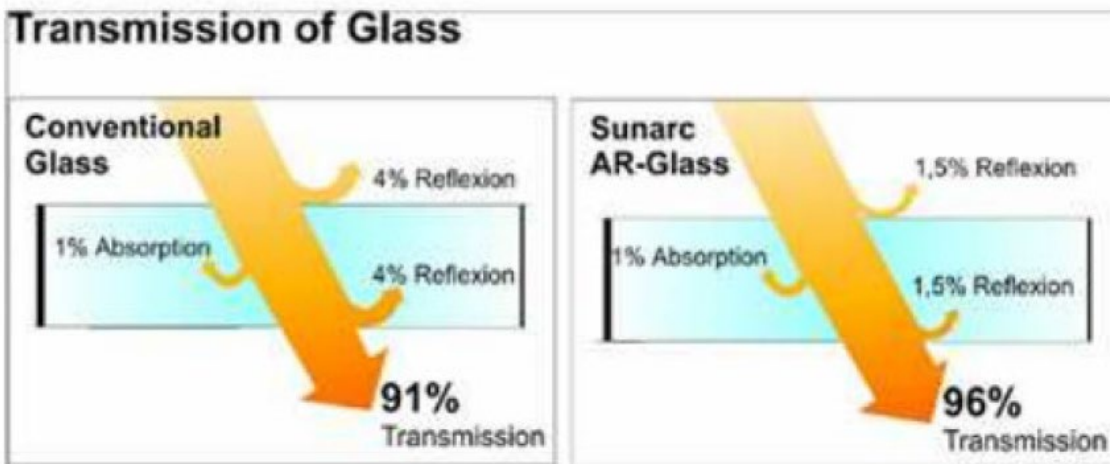 Transmission of Glass
Conventional
Glass
4% Reflexion
1% Absorption
4% Reflexion
91%
Transmission
Sunarc
AR-Glass
1,5% Reflexion
1% Absorption
1,5% Reflexion
96%
Transmission